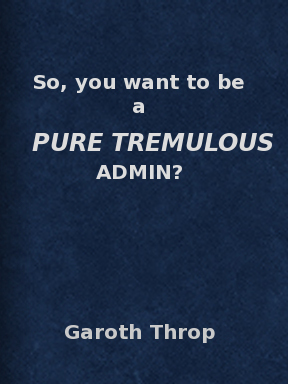 So, you want to be
a
PURE TREMULOUS
ADMIN?
Garoth Throp